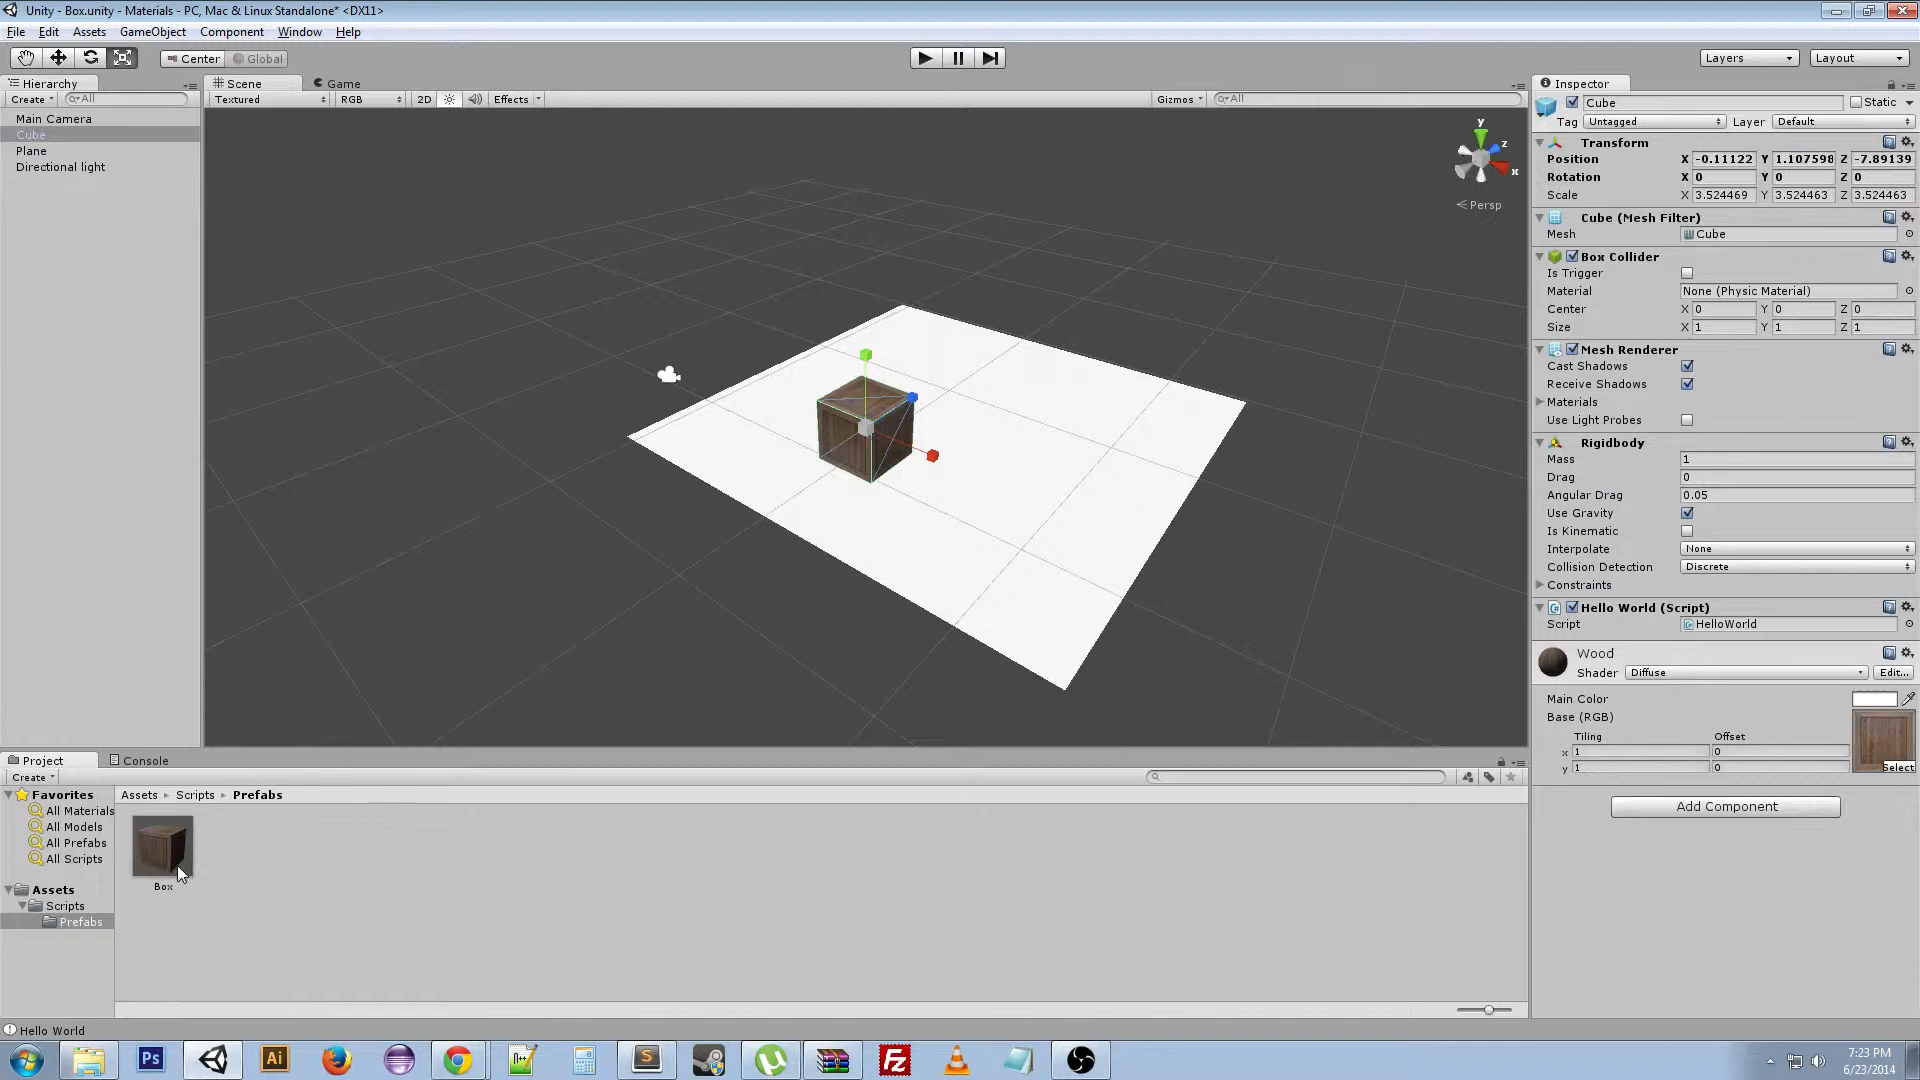 Unity - Box.unity - Materials - PC, Mac & Linux Standalone* <DX11>
File Edit Assets GameObject Component Window Help
Center Global Layers Layout
Hierarchy
Create All
Main Camera
Cube
Plane
Directional light
Scene Game
Textured RGB 2D Effects Gizmos All
y
z
x
Persp
Inspector
Cube Static
Tag Untagged Layer Default
Transform
Position X -0.11122 Y 1.107598 Z -7.89139
Rotation X 0 Y 0 Z 0
Scale X 3.524469 Y 3.524463 Z 3.524463
Cube (Mesh Filter)
Mesh Cube
Box Collider
Is Trigger
Material None (Physic Material)
Center X 0 Y 0 Z 0
Size X 1 Y 1 Z 1
Mesh Renderer
Cast Shadows
Receive Shadows
Materials
Use Light Probes
Rigidbody
Mass 1
Drag 0
Angular Drag 0.05
Use Gravity
Is Kinematic
Interpolate None
Collision Detection Discrete
Constraints
Hello World (Script)
Script HelloWorld
Wood
Shader Diffuse Edit...
Main Color
Base (RGB)
Tiling Offset
x 1 0
y 1 0
Select
Add Component
Project Console
Create
Favorites
All Materials
All Models
All Prefabs
All Scripts
Assets
Scripts
Prefabs
Assets Scripts Prefabs
Box
Hello World
Ps
Ai
S
Fz
7:23 PM
6/23/2014